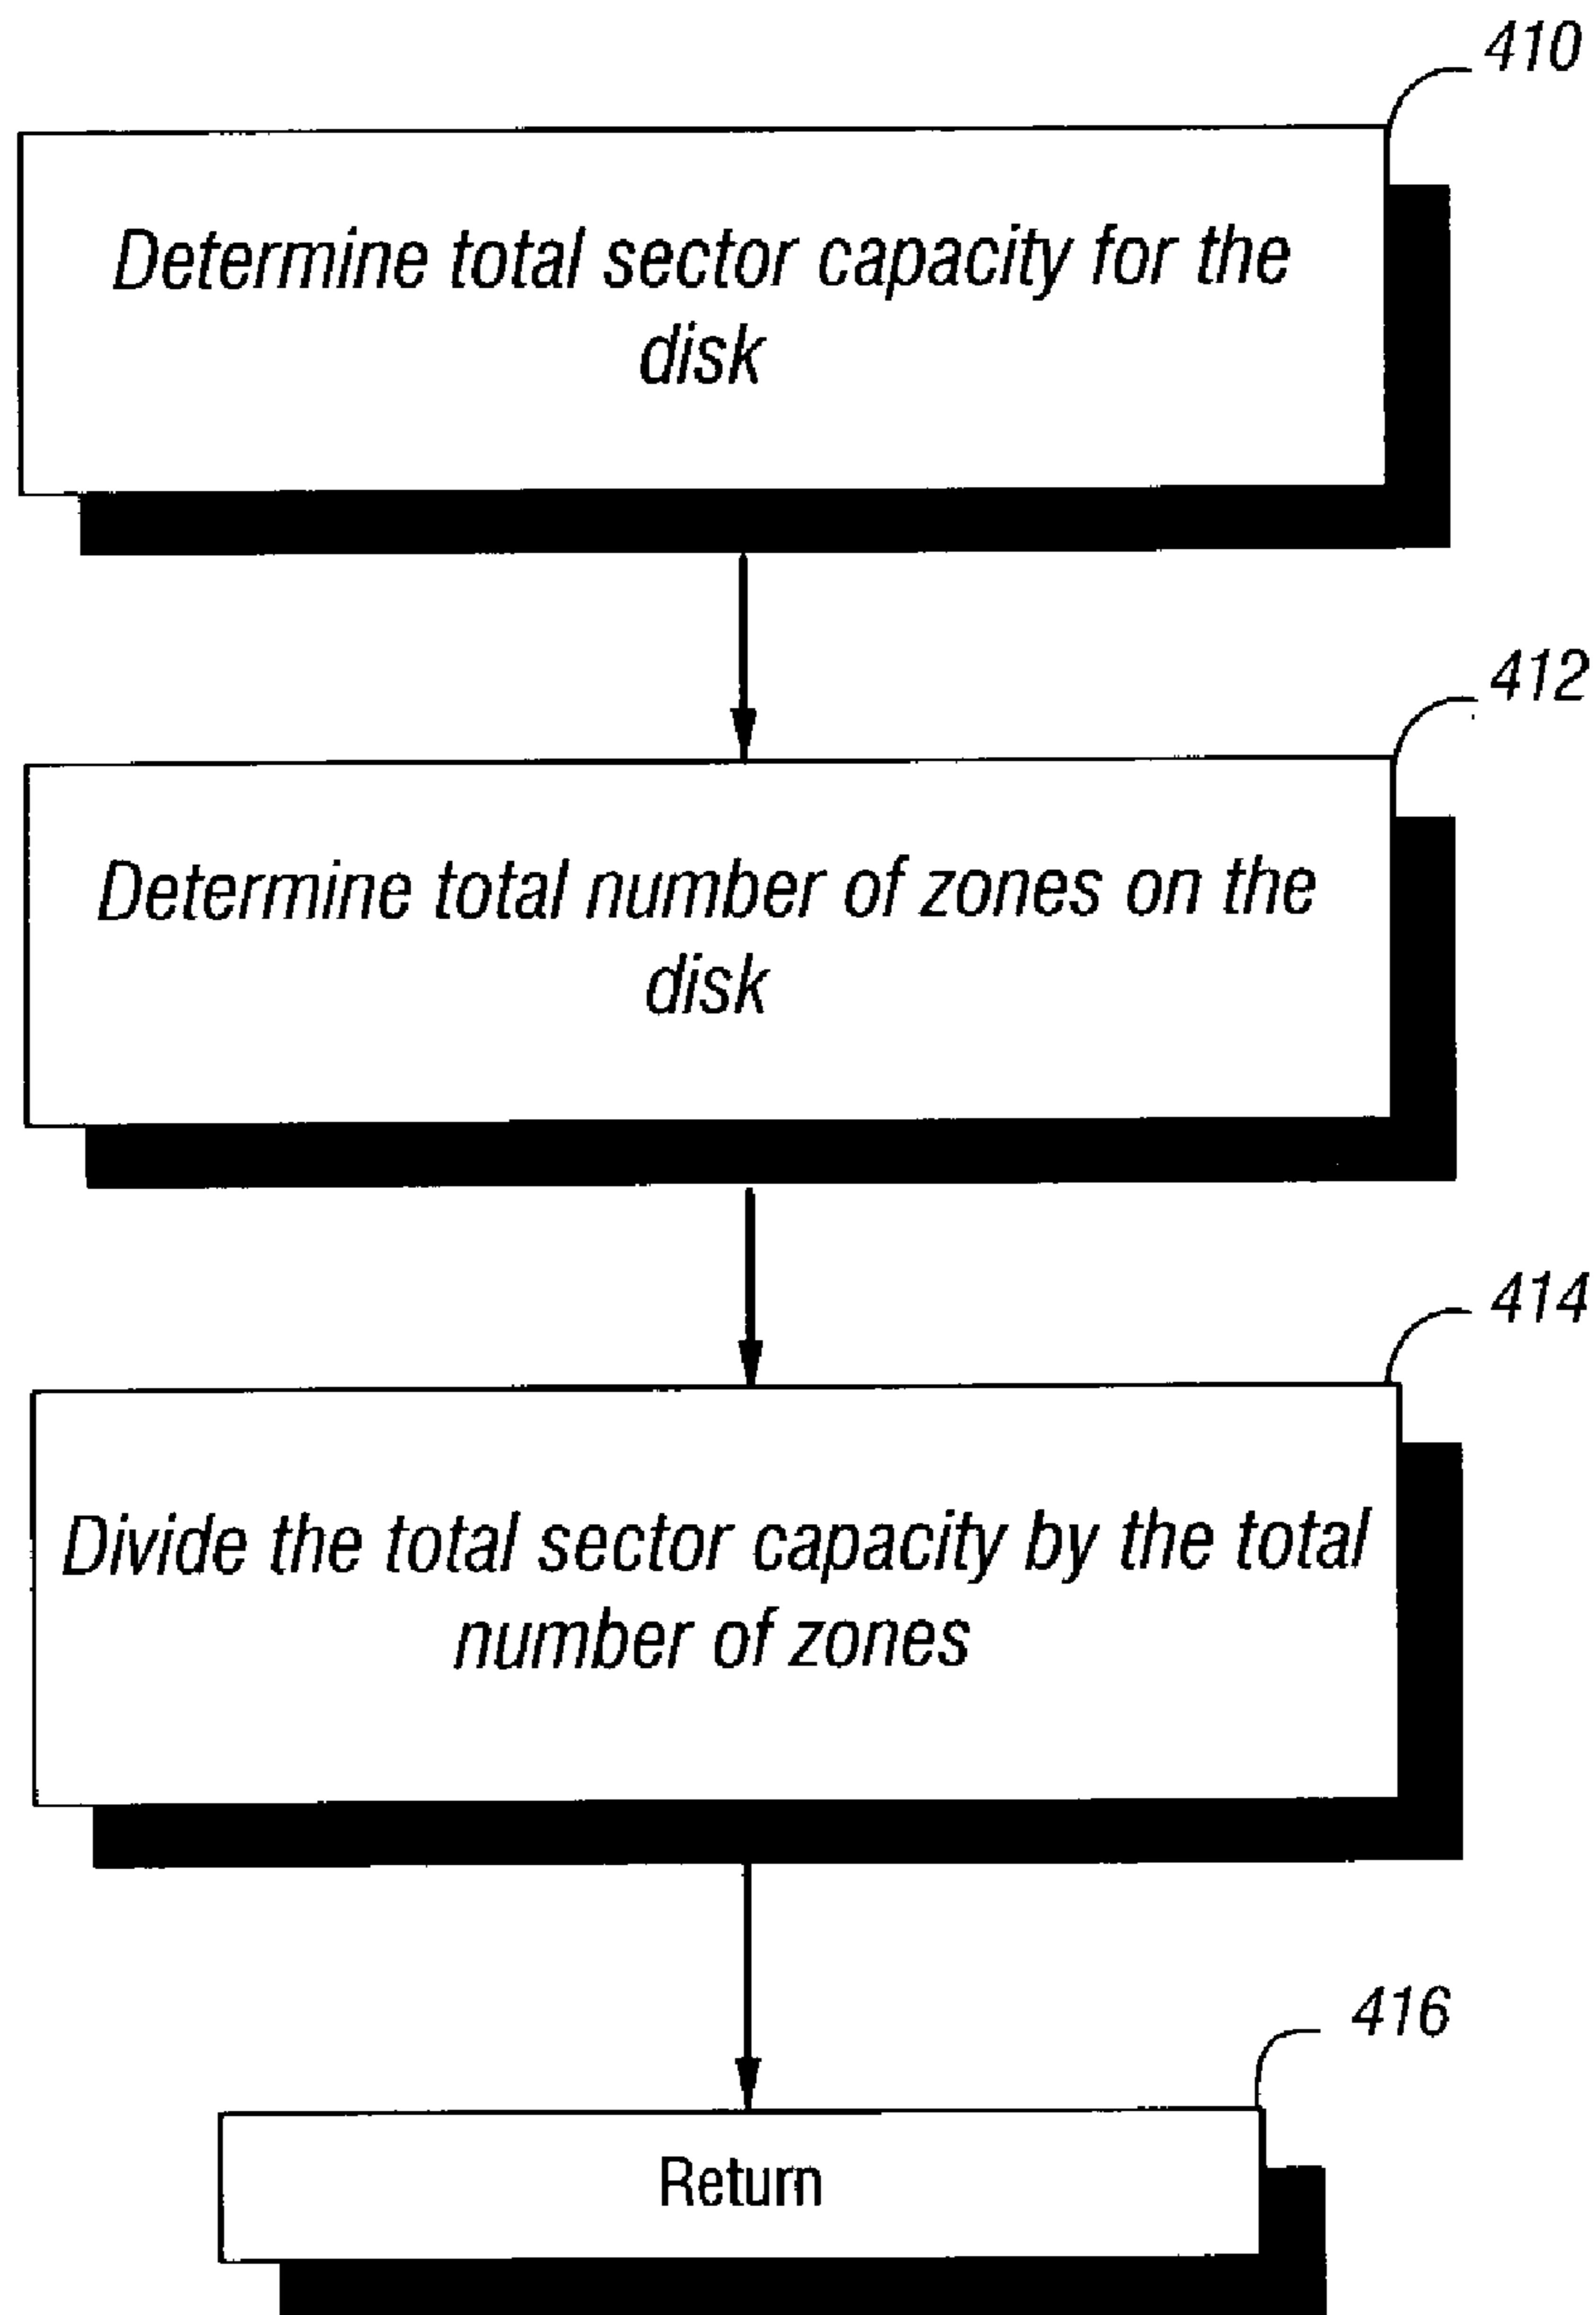 410
Determine total sector capacity for the
disk
412
Determine total number of zones on the
disk
414
Divide the total sector capacity by the total
number of zones
416
Return